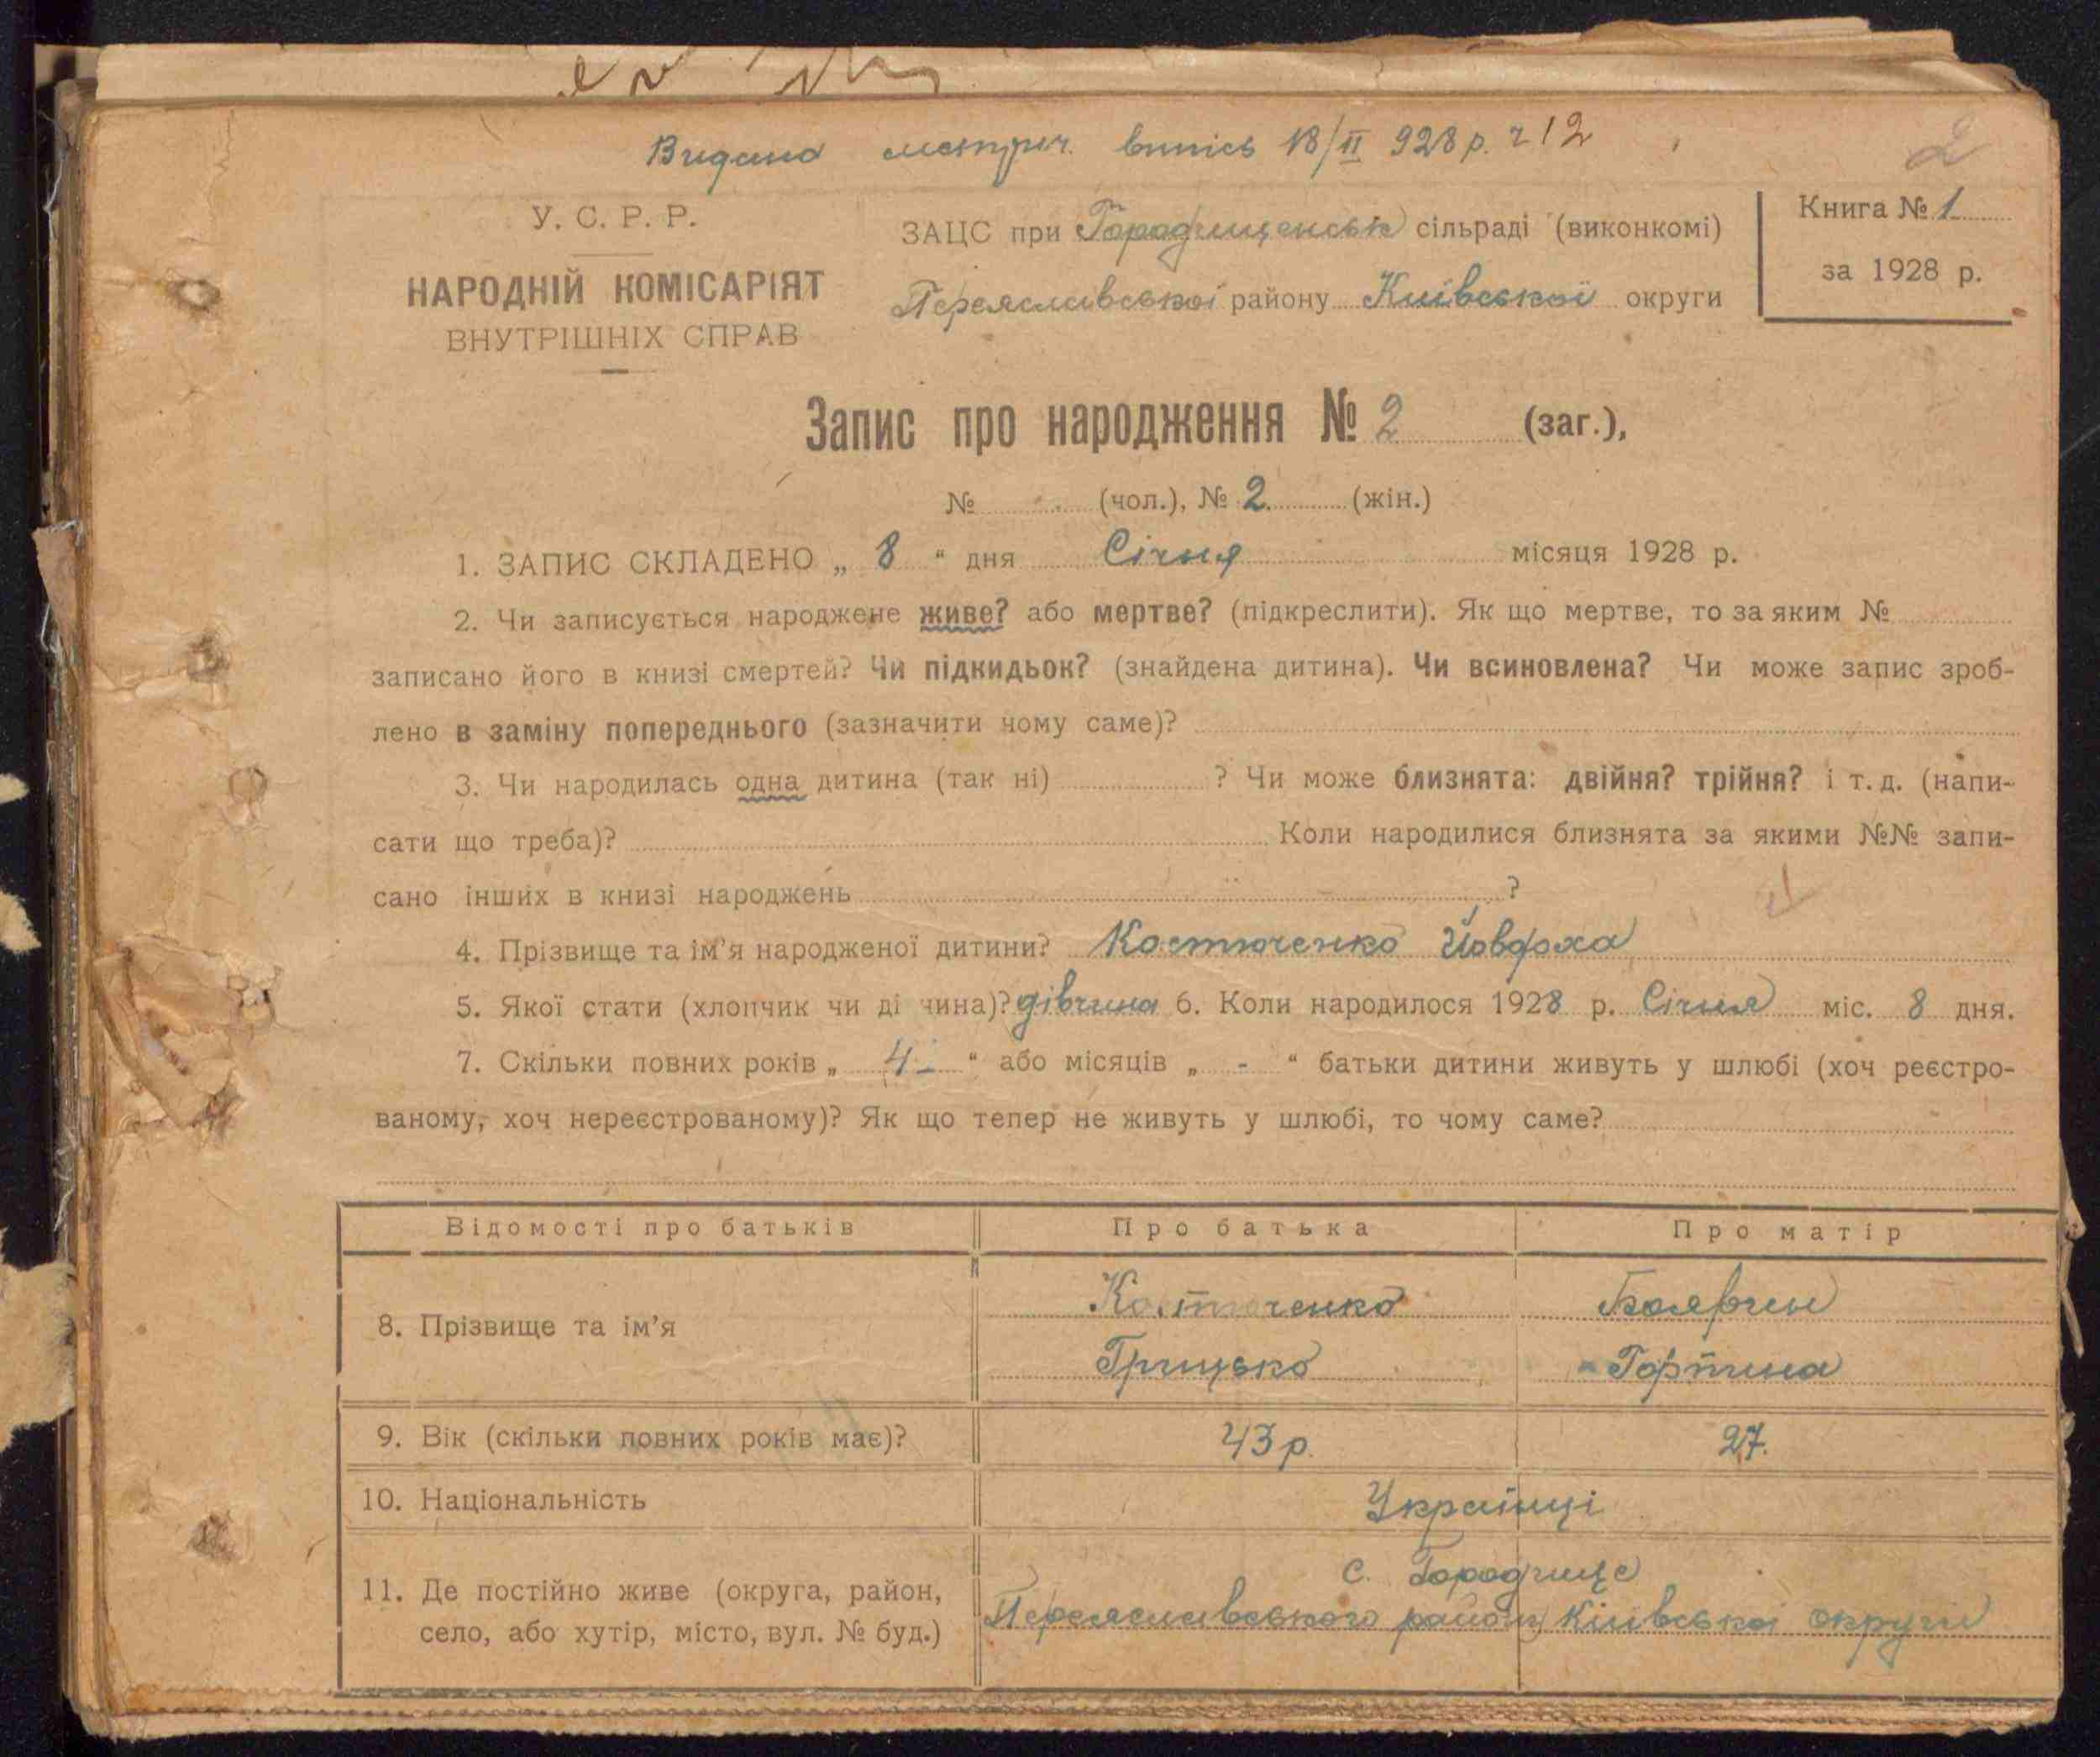 Видано метрич. випісь 18/II 928 р. ч 12
2
У. С. Р. Р.
НАРОДНІЙ КОМІСАРІЯТ
ВНУТРІШНІХ СПРАВ
ЗАЦС при Городищенськ сільраді (виконкомі)
Переяславської району Київської округи
Книга № 1
за 1928 р.
Запис про народження № 2 (заг.),
№ (чол.), № 2 (жін.)
1. ЗАПИС СКЛАДЕНО „ 8 “ дня Січня місяця 1928 р.
2. Чи записується народжене живе? або мертве? (підкреслити). Як що мертве, то за яким №
записано його в книзі смертей? Чи підкидьок? (знайдена дитина). Чи всиновлена? Чи може запис зроб-
лено в заміну попереднього (зазначити чому саме)?
3. Чи народилась одна дитина (так ні) ? Чи може близнята: двійня? трійня? і т. д. (напи-
сати що треба)? Коли народилися близнята за якими №№ запи-
сано інших в книзі народжень ?
4. Прізвище та ім’я народженої дитини? Костюченко Йовдоха
5. Якої стати (хлопчик чи ді чина)? дівчина 6. Коли народилося 1928 р. Січня міс. 8 дня.
7. Скільки повних років „ 4 - “ або місяців „ - “ батьки дитини живуть у шлюбі (хоч реєстро-
ваному, хоч нереєстрованому)? Як що тепер не живуть у шлюбі, то чому саме?
Відомості про батьків Про батька Про матір
8. Прізвище та ім’я
Костюченко
Грицько
Горпина
9. Вік (скільки повних років має)? 43 р. 27.
10. Національність Українці
11. Де постійно живе (округа, район,
село, або хутір, місто, вул. № буд.)
с. Городище
Переяславського району Київської округи